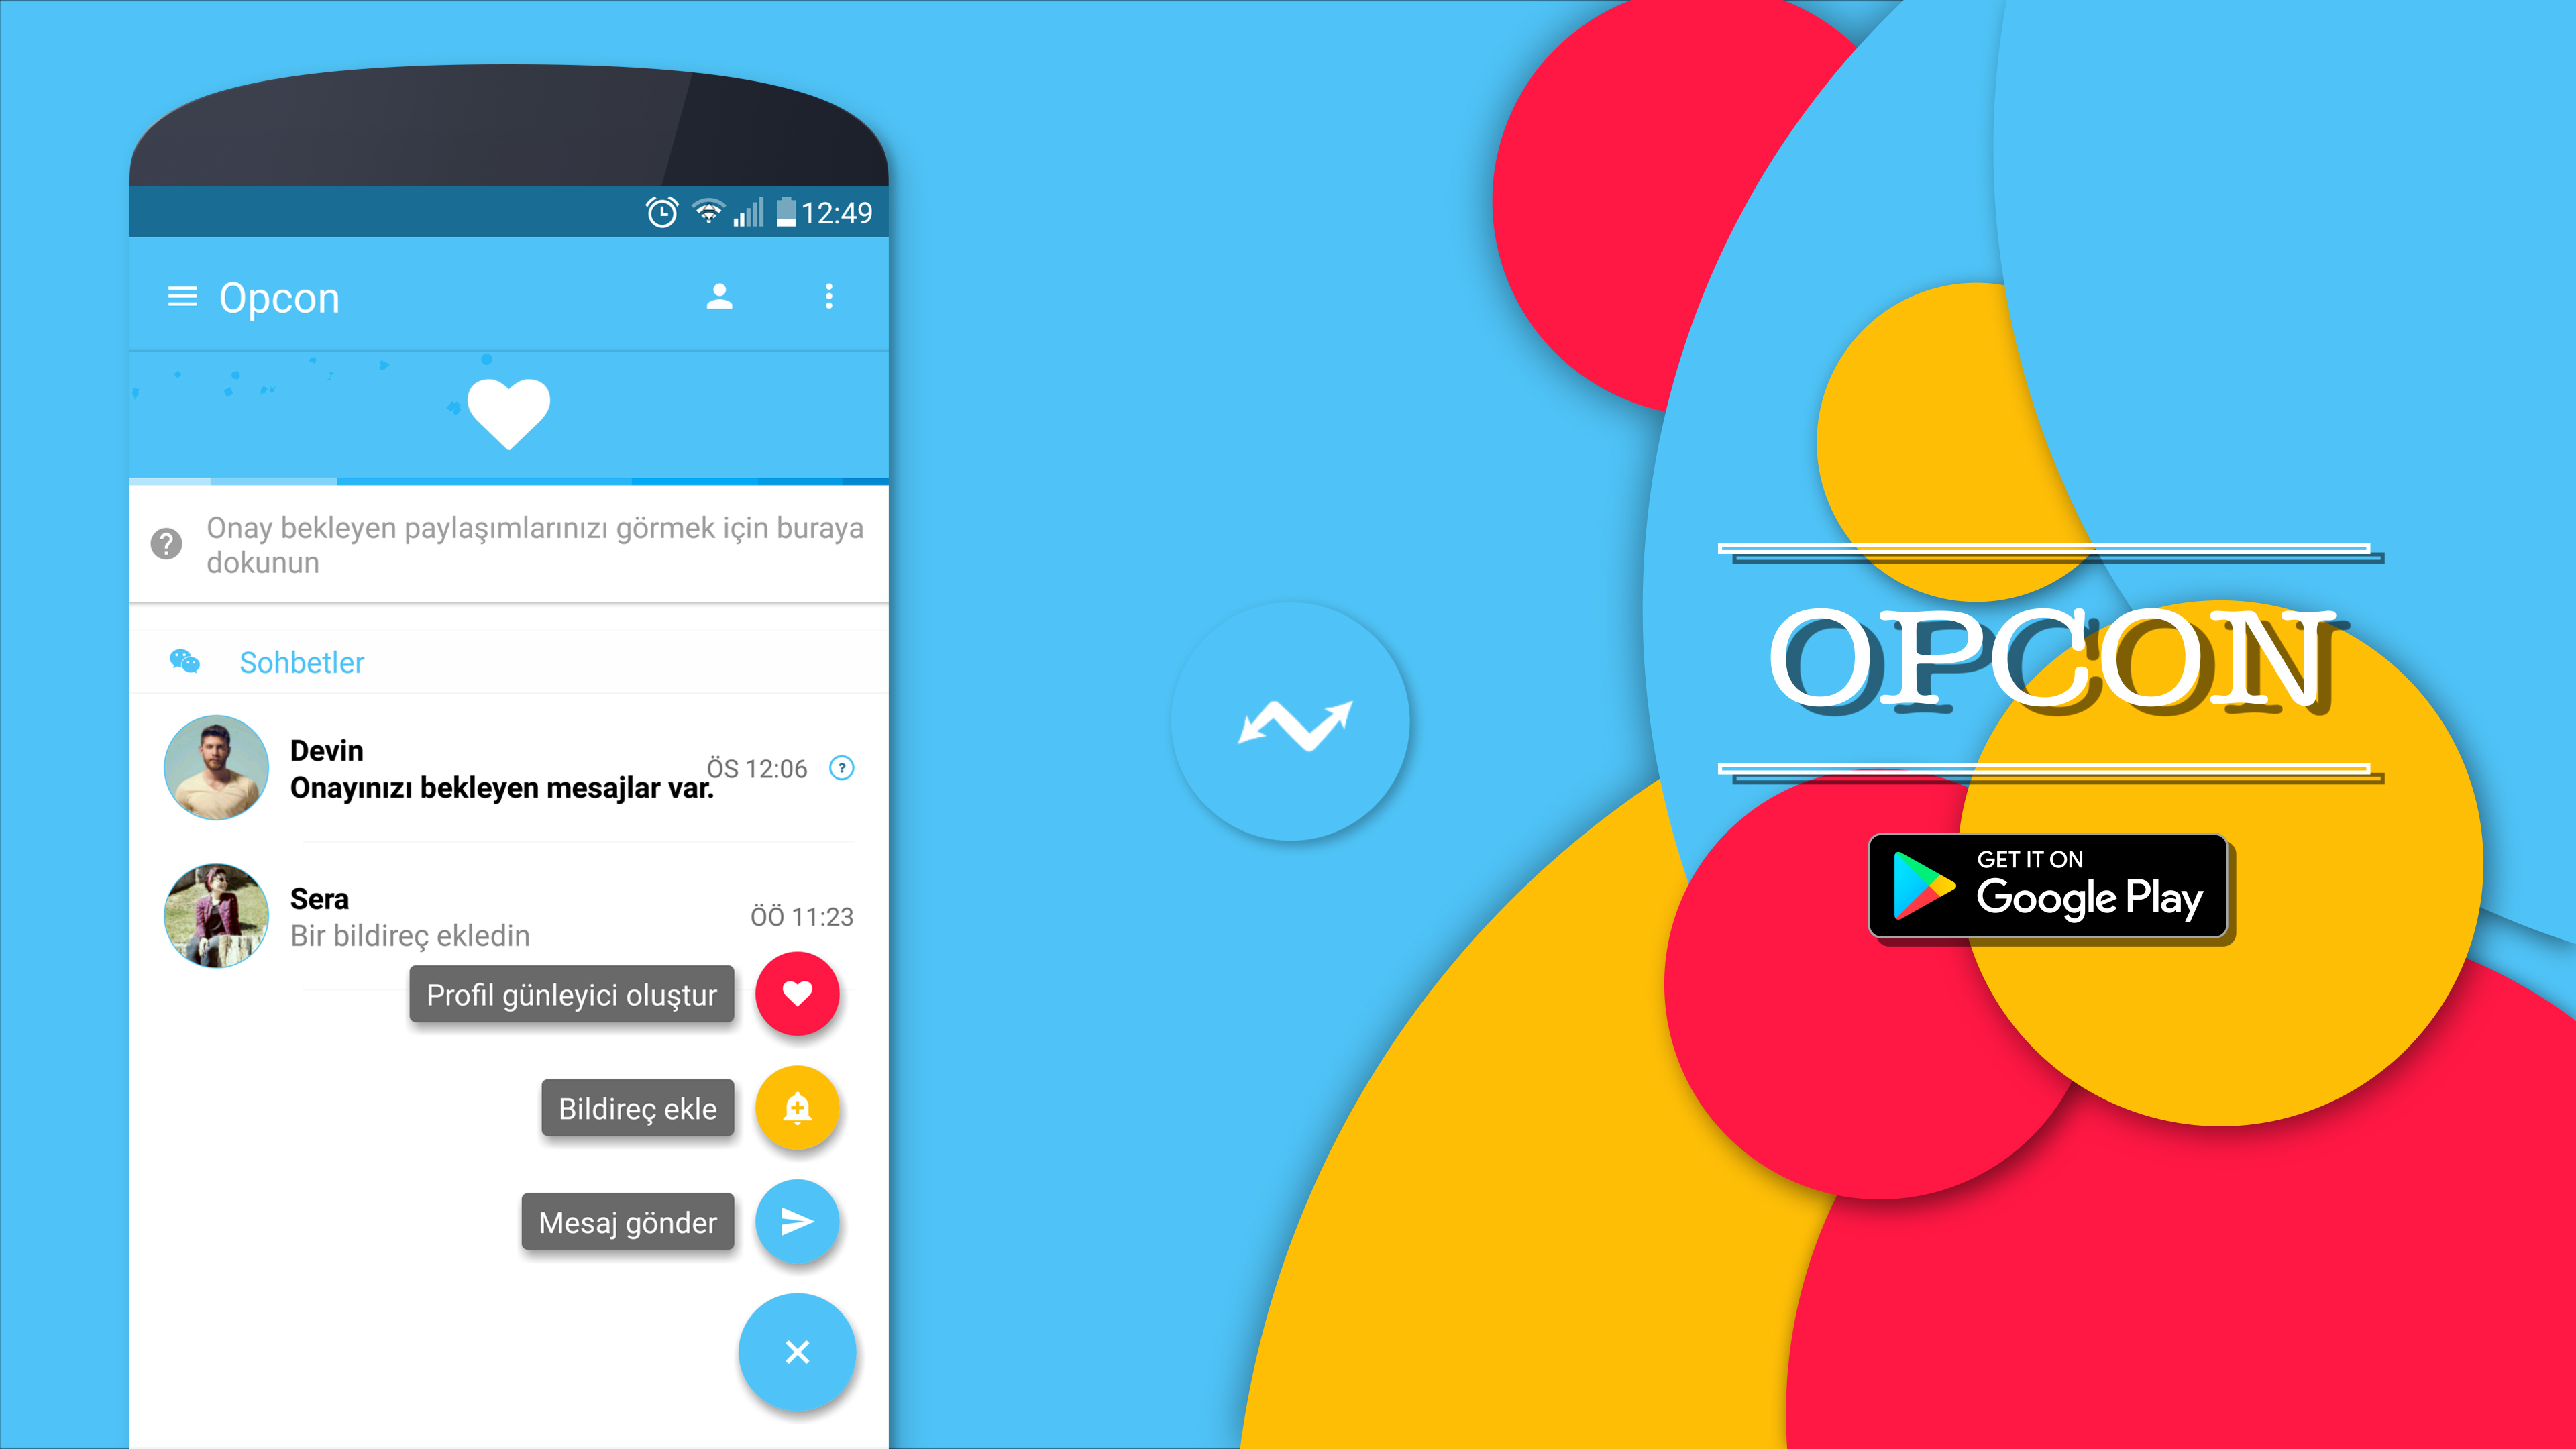 12:49
Opcon
Onay bekleyen paylaşımlarınızı görmek için buraya
dokunun
Sohbetler
Devin
Onayınızı bekleyen mesajlar var.
ÖS 12:06
Sera
Bir bildireç ekledin
ÖÖ 11:23
Profil günleyici oluştur
Bildireç ekle
Mesaj gönder
OPCON
GET IT ON
Google Play